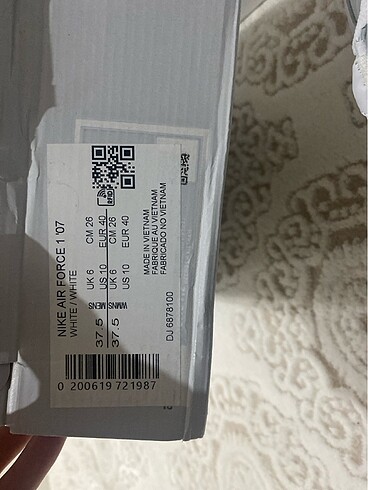 NIKE AIR FORCE 1 '07
WHITE / WHITE
37.5 MENS UK 6 CM 26
US 10 EUR 40
37.5 WMNS UK 6 CM 26
US 10 EUR 40
MADE IN VIETNAM
FABRIQUE AU VIETNAM
FABRICADO NO VIETNAM
DJ 6878100
0 200619 721987